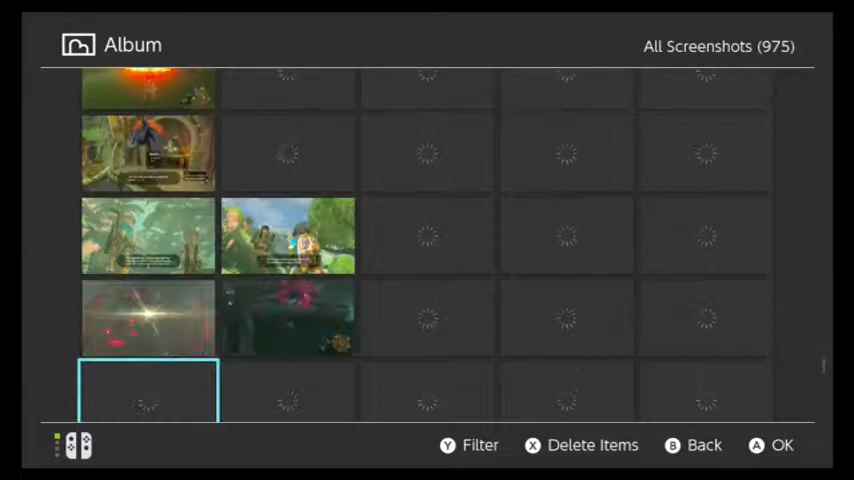 Album
All Screenshots (975)
Y Filter
X Delete Items
B Back
A OK